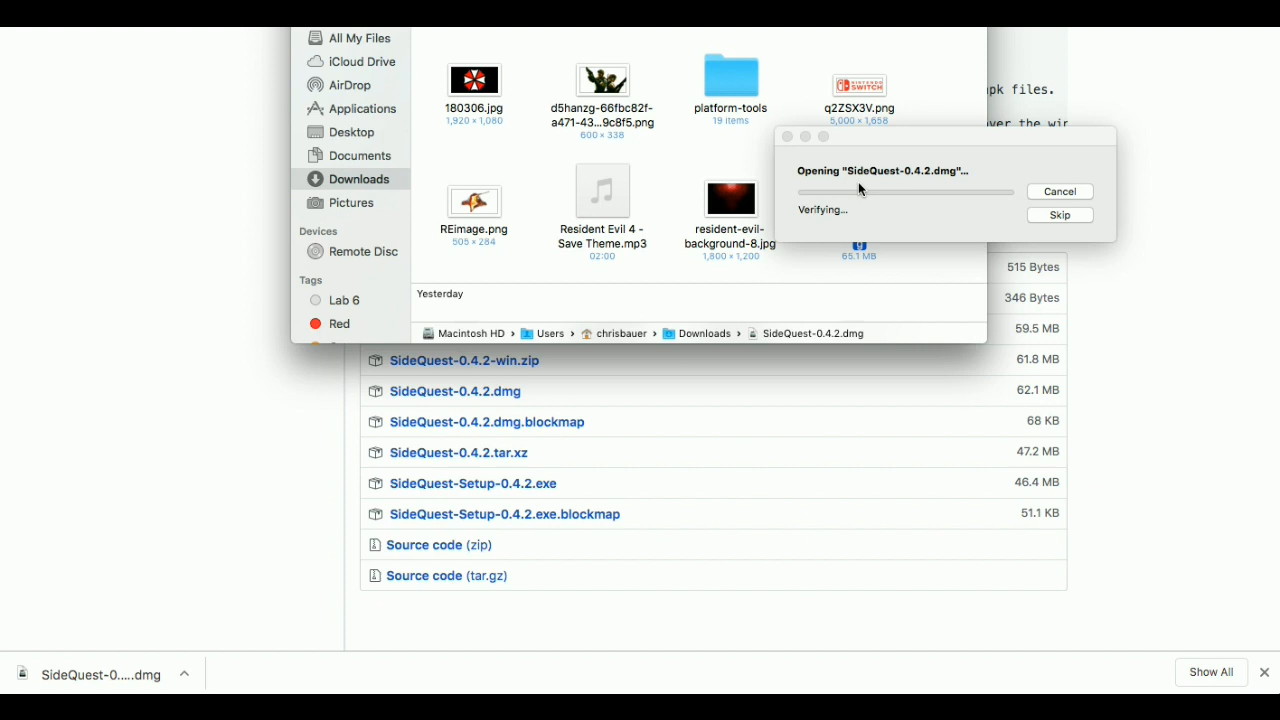 All My Files
iCloud Drive
AirDrop
Applications
Desktop
Documents
Downloads
Pictures
Devices
Remote Disc
Tags
Lab 6
Red
180306.jpg
1,920 × 1,080
d5hanzg-66fbc82f-
a471-43...9c8f5.png
600 × 338
platform-tools
19 items
NINTENDO
SWITCH
q2ZSX3V.png
5,000 × 1,658
REimage.png
505 × 284
Resident Evil 4 -
Save Theme.mp3
02:00
resident-evil-
background-8.jpg
1,800 × 1,200
65.1 MB
Yesterday
Macintosh HD › Users › chrisbauer › Downloads › SideQuest-0.4.2.dmg
pk files.
Opening "SideQuest-0.4.2.dmg"...
Cancel
Verifying...
Skip
515 Bytes
346 Bytes
59.5 MB
SideQuest-0.4.2-win.zip 61.8 MB
SideQuest-0.4.2.dmg 62.1 MB
SideQuest-0.4.2.dmg.blockmap 68 KB
SideQuest-0.4.2.tar.xz 47.2 MB
SideQuest-Setup-0.4.2.exe 46.4 MB
SideQuest-Setup-0.4.2.exe.blockmap 51.1 KB
Source code (zip)
Source code (tar.gz)
SideQuest-0.....dmg
Show All